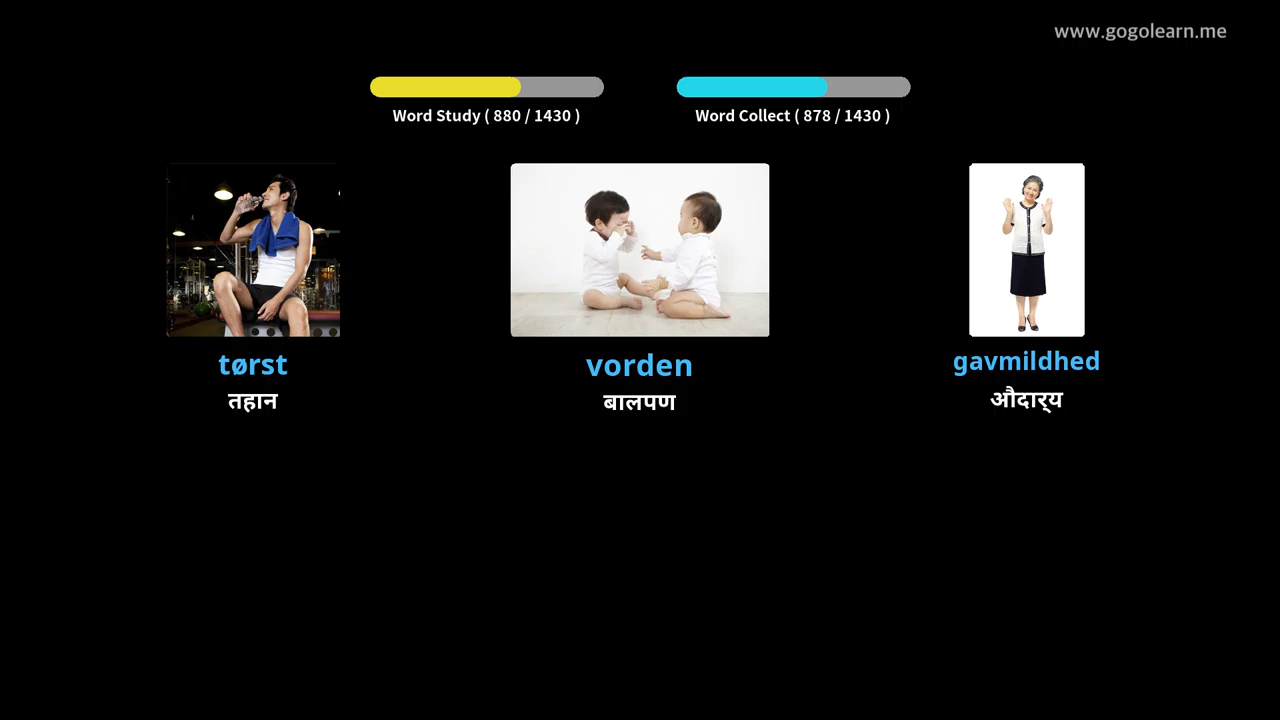 www.gogolearn.me
Word Study ( 880 / 1430 )
Word Collect ( 878 / 1430 )
tørst
vorden
gavmildhed
तहान
बालपण
औदार्‍य